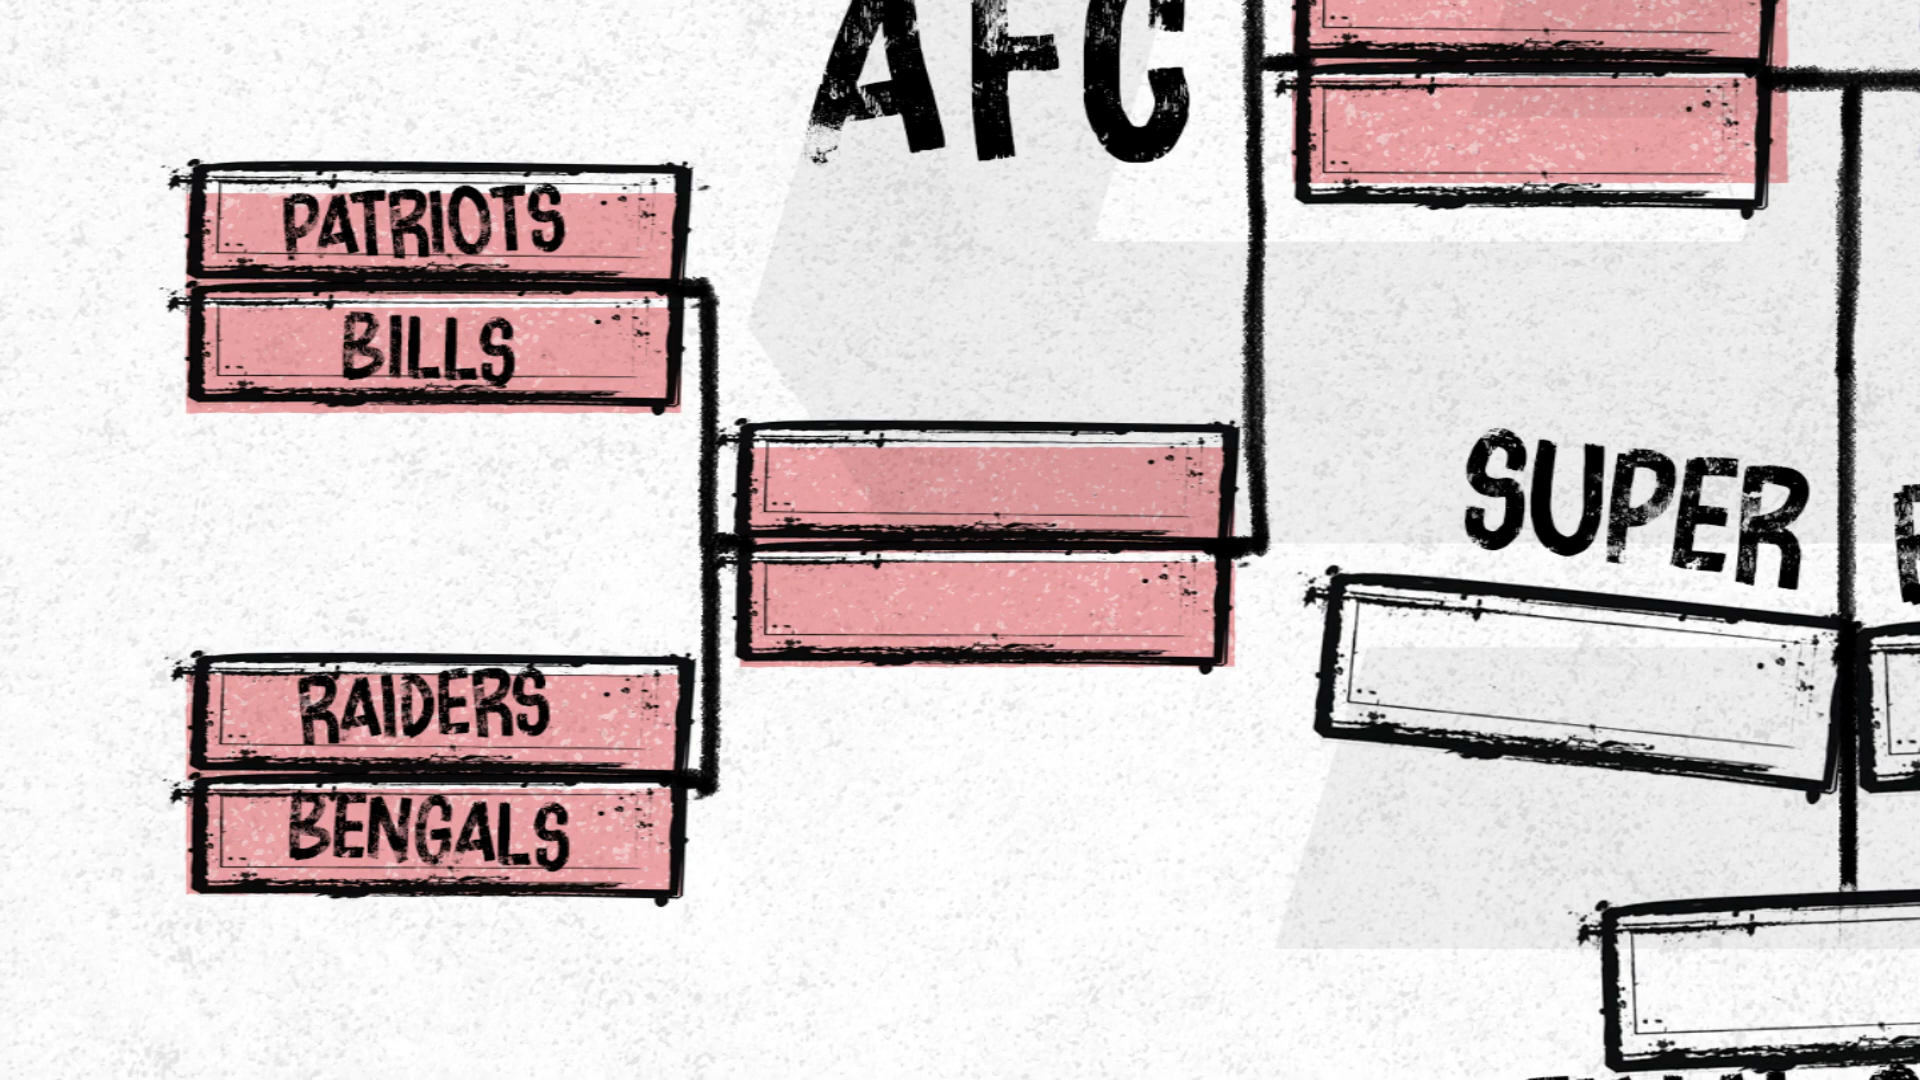 AFC
PATRIOTS
BILLS
SUPER
RAIDERS
BENGALS